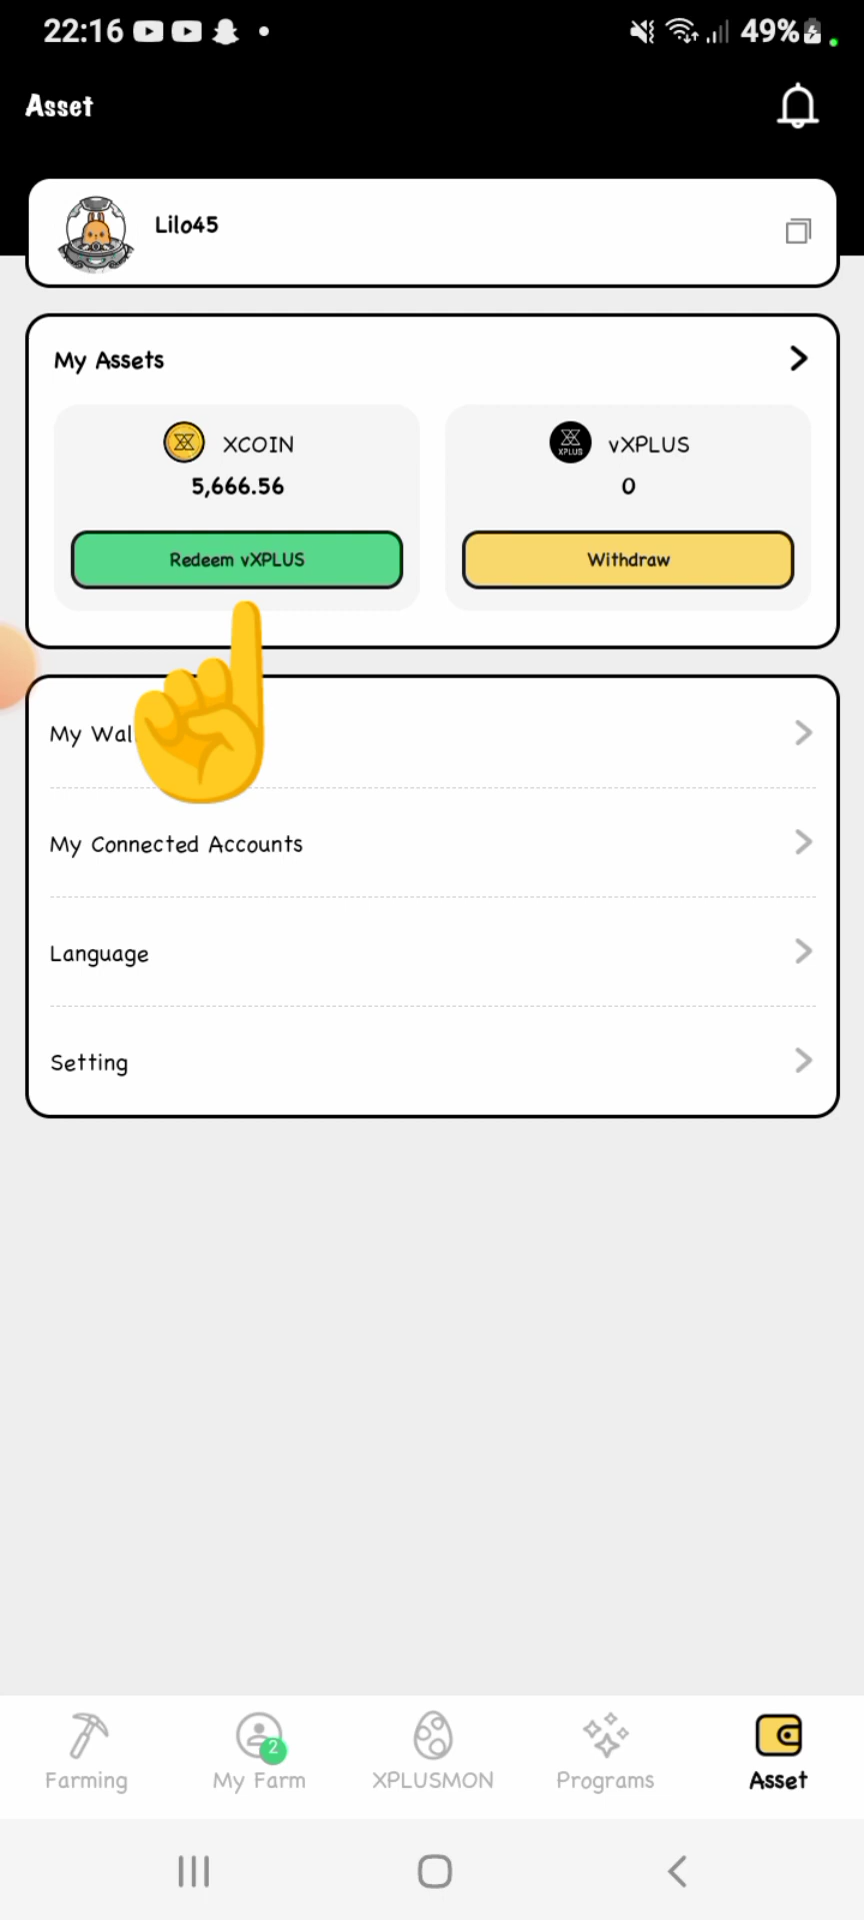 22:16
49%
Asset
Lilo45
My Assets
XCOIN
5,666.56
Redeem vXPLUS
XPLUS
vXPLUS
0
Withdraw
My Wal
My Connected Accounts
Language
Setting
Farming
2
My Farm
XPLUSMON
Programs
Asset